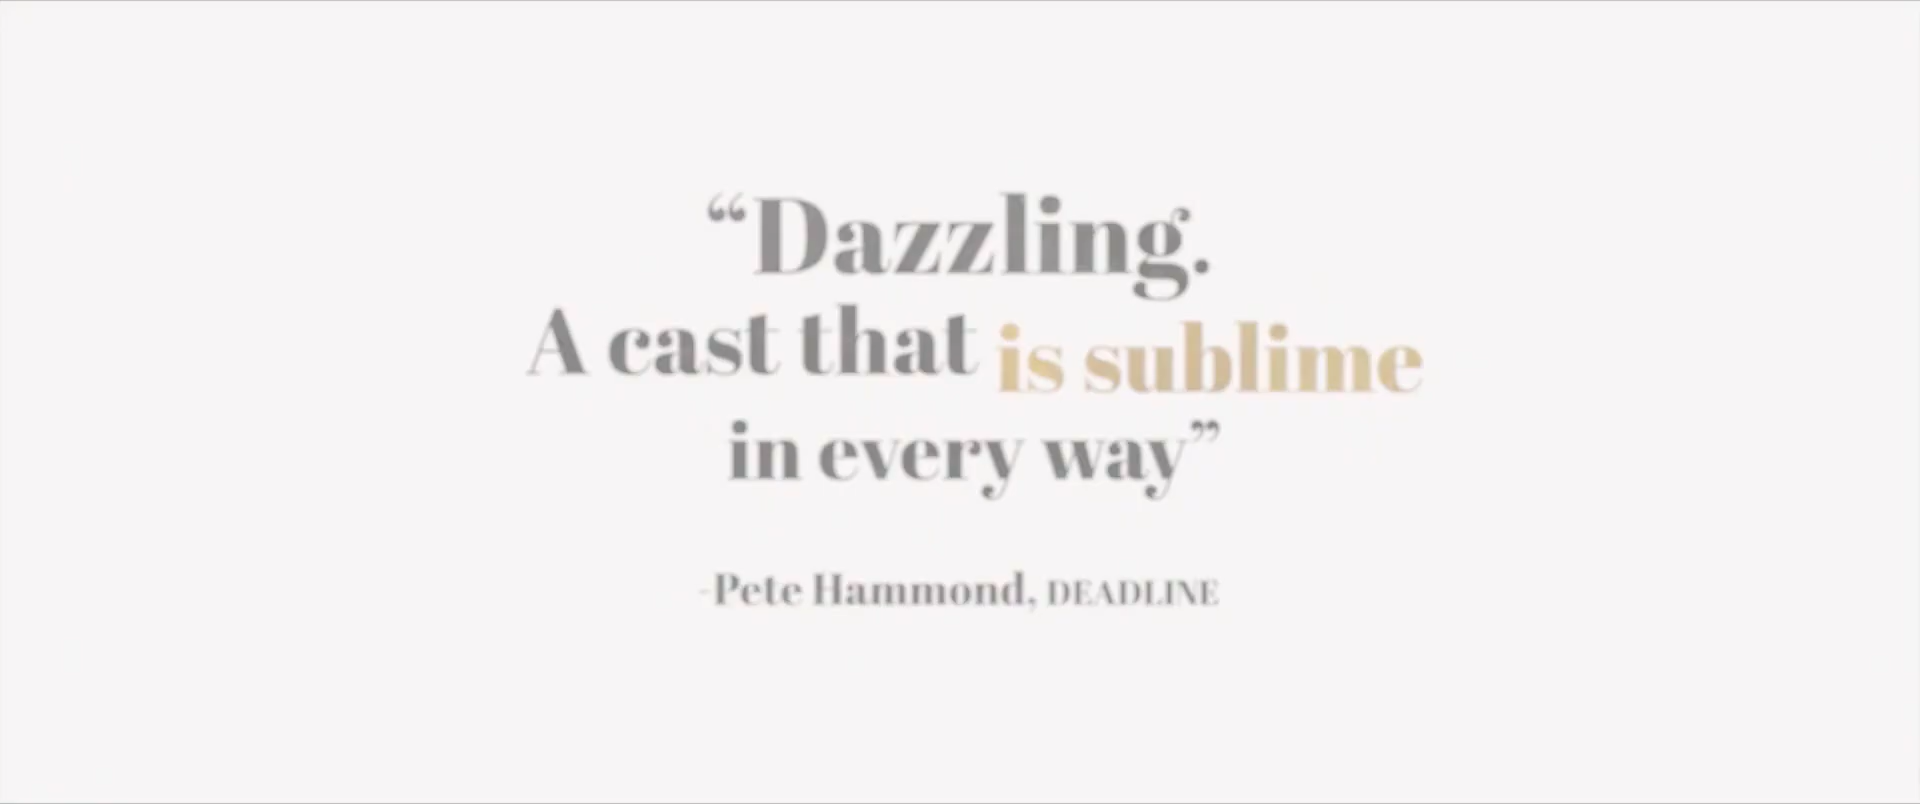 “Dazzling.
A cast that is sublime
in every way”
-Pete Hammond, DEADLINE